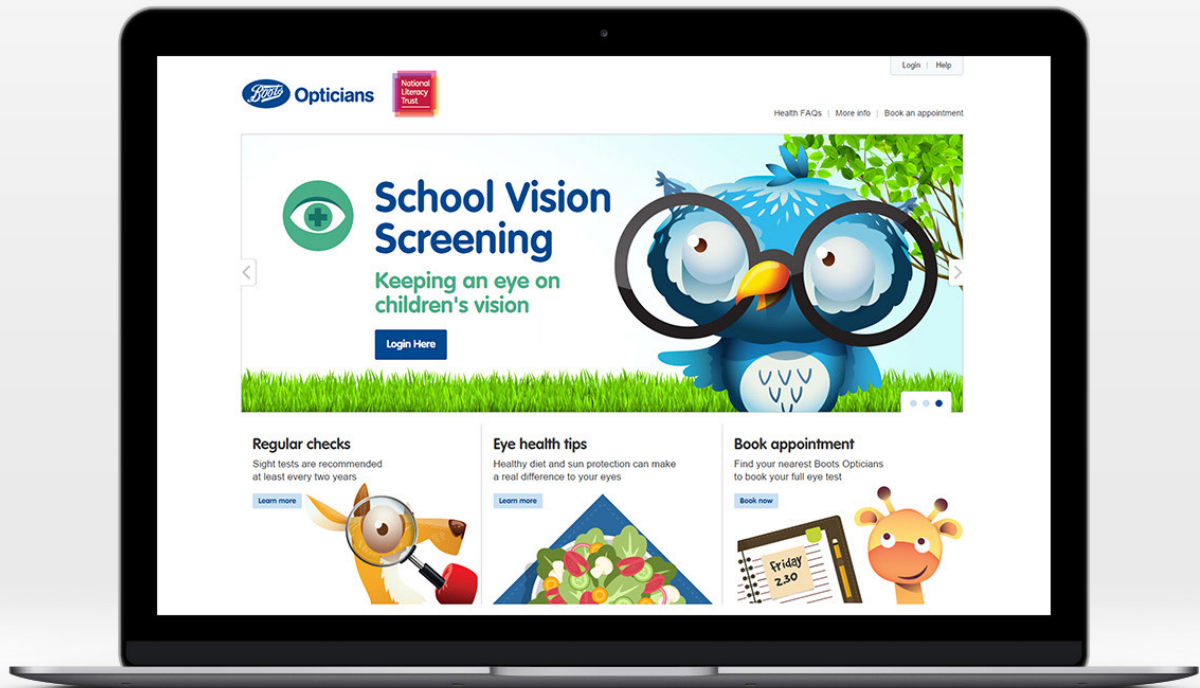 Login | Help
Boots Opticians
National
Literacy
Trust
Health FAQs | More info | Book an appointment
School Vision
Screening
Keeping an eye on
children's vision
Login Here
Regular checks
Sight tests are recommended
at least every two years
Learn more
Eye health tips
Healthy diet and sun protection can make
a real difference to your eyes
Learn more
Book appointment
Find your nearest Boots Opticians
to book your full eye test
Book now
Friday
2.30